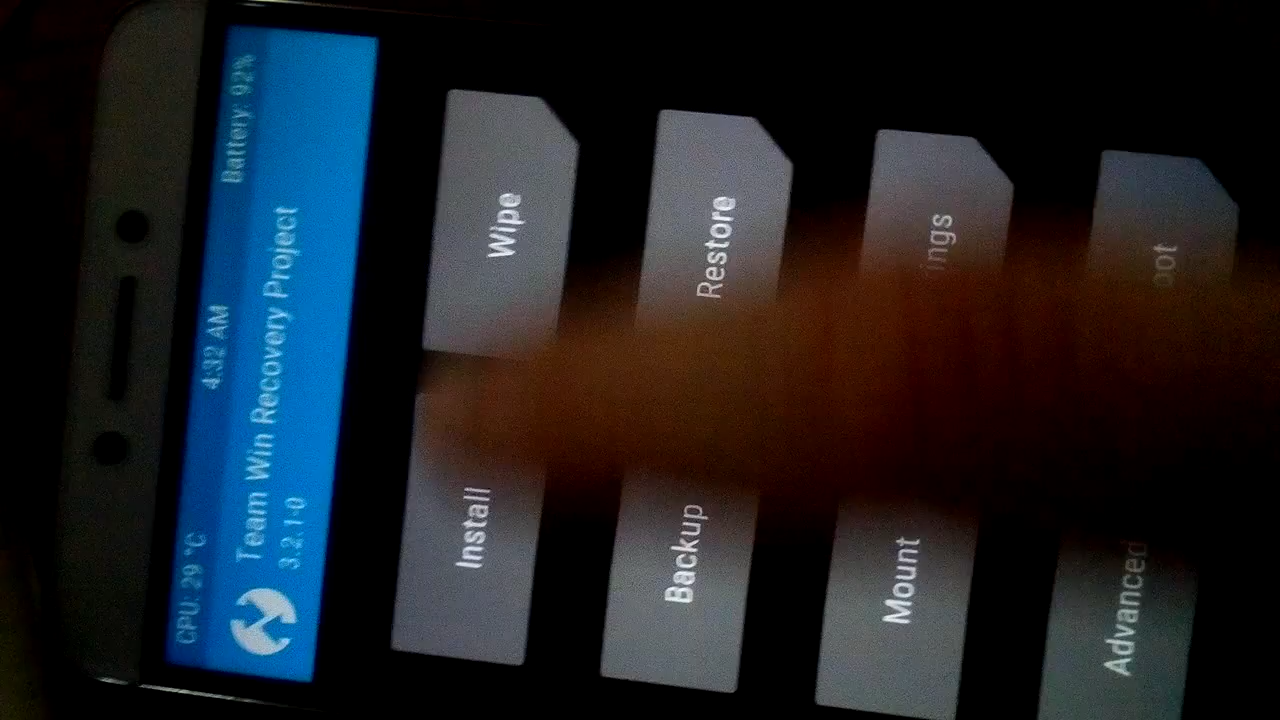 CPU: 29 °C 4:32 AM Battery: 92%
Team Win Recovery Project
3.2.1-0
Install Wipe
Backup Restore
Mount
Advanced